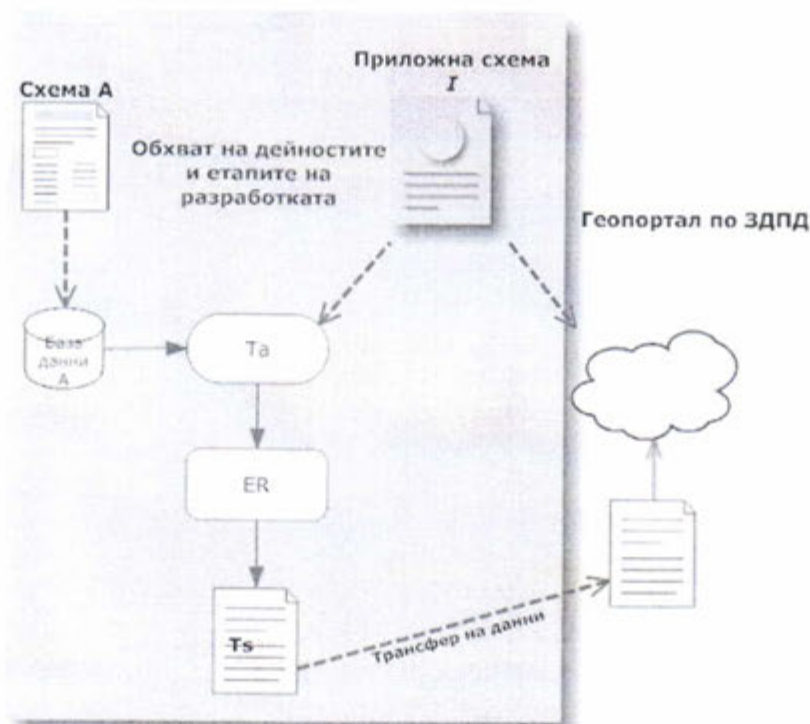 Приложна схема
I
Схема А
Обхват на дейностите
и етапите на
разработката
Геопортал по ЗДПД
База
данни
А
Та
ER
Ts
Трансфер на данни